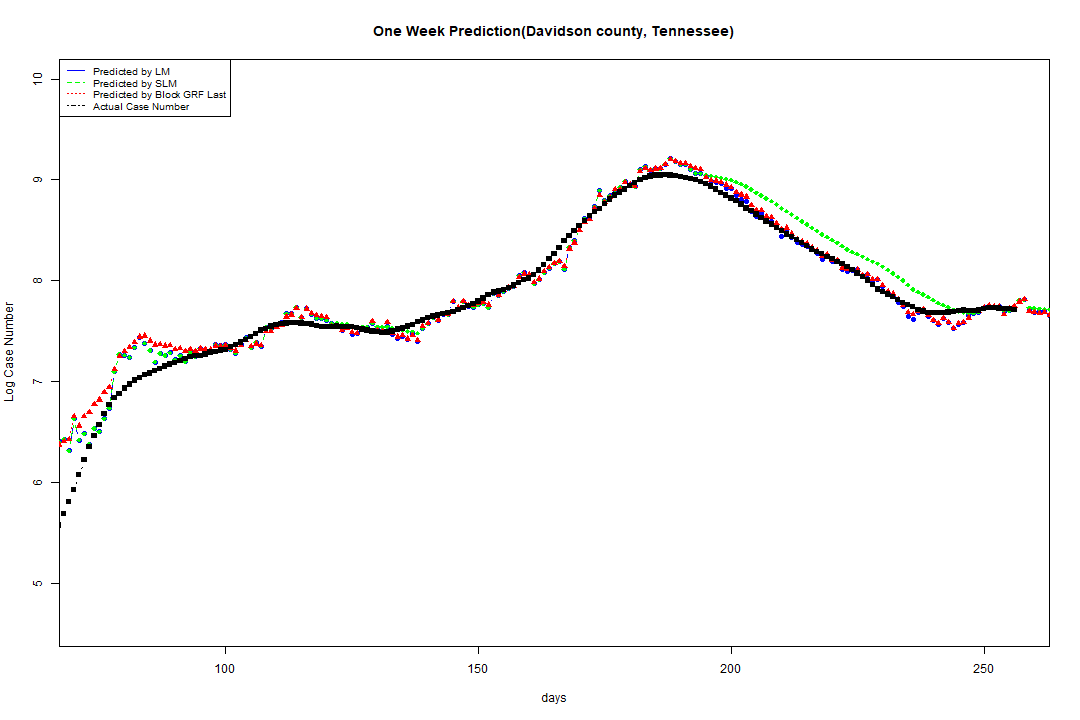 One Week Prediction(Davidson county, Tennessee)
Predicted by LM
Predicted by SLM
Predicted by Block GRF Last
Actual Case Number
10
9
8
7
6
5
Log Case Number
100 150 200 250
days